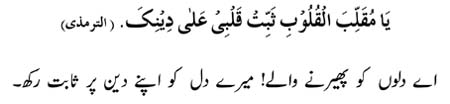 يَا مُقَلِّبَ الْقُلُوْبِ ثَبِّتْ قَلْبِيْ عَلٰى دِيْنِكَ. (الترمذی)
اے دلوں کو پھیرنے والے! میرے دل کو اپنے دین پر ثابت رکھ۔